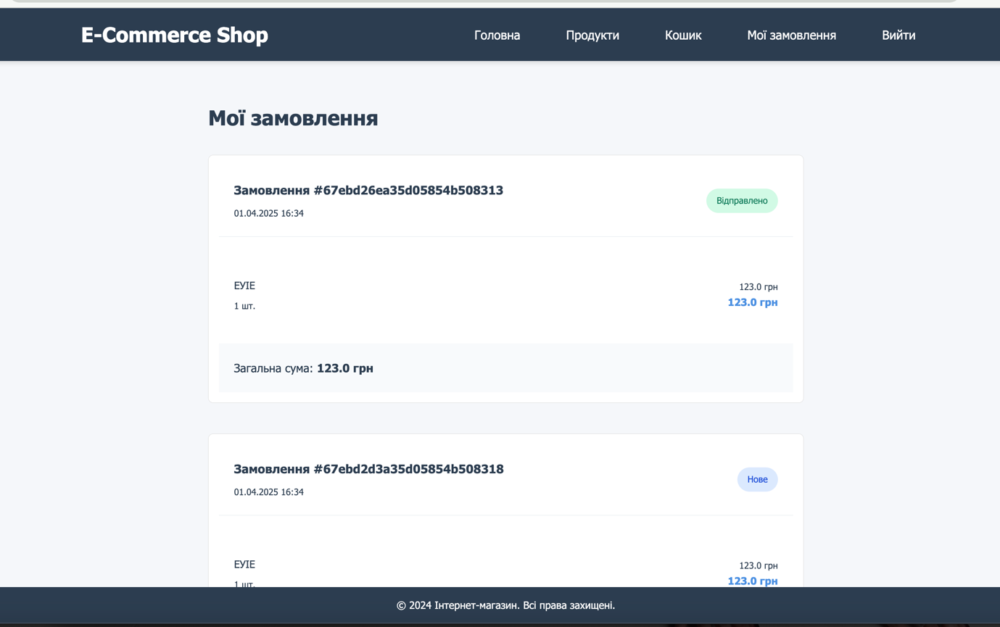 E-Commerce Shop
Головна Продукти Кошик Мої замовлення Вийти
Мої замовлення
Замовлення #67ebd26ea35d05854b508313
Відправлено
01.04.2025 16:34
ЕУІЕ
123.0 грн
1 шт.
123.0 грн
Загальна сума: 123.0 грн
Замовлення #67ebd2d3a35d05854b508318
Нове
01.04.2025 16:34
ЕУІЕ
123.0 грн
1 шт.
123.0 грн
© 2024 Інтернет-магазин. Всі права захищені.